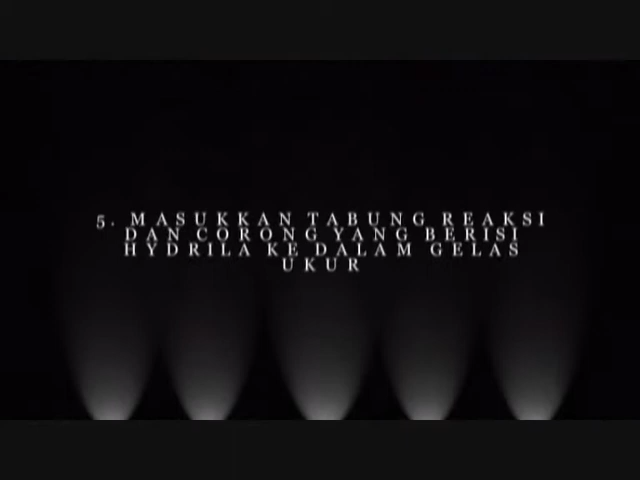 5. MASUKKAN TABUNG REAKSI
DAN CORONG YANG BERISI
HYDRILA KE DALAM GELAS
UKUR